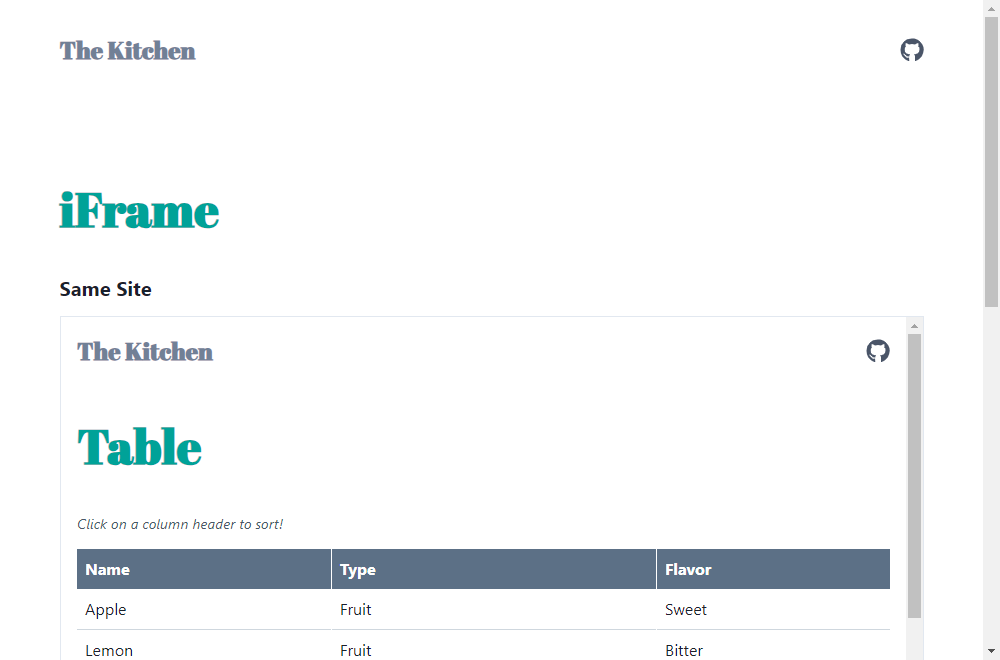 The Kitchen
iFrame
Same Site
The Kitchen
Table
Click on a column header to sort!
Name Type Flavor
Apple Fruit Sweet
Lemon Fruit Bitter